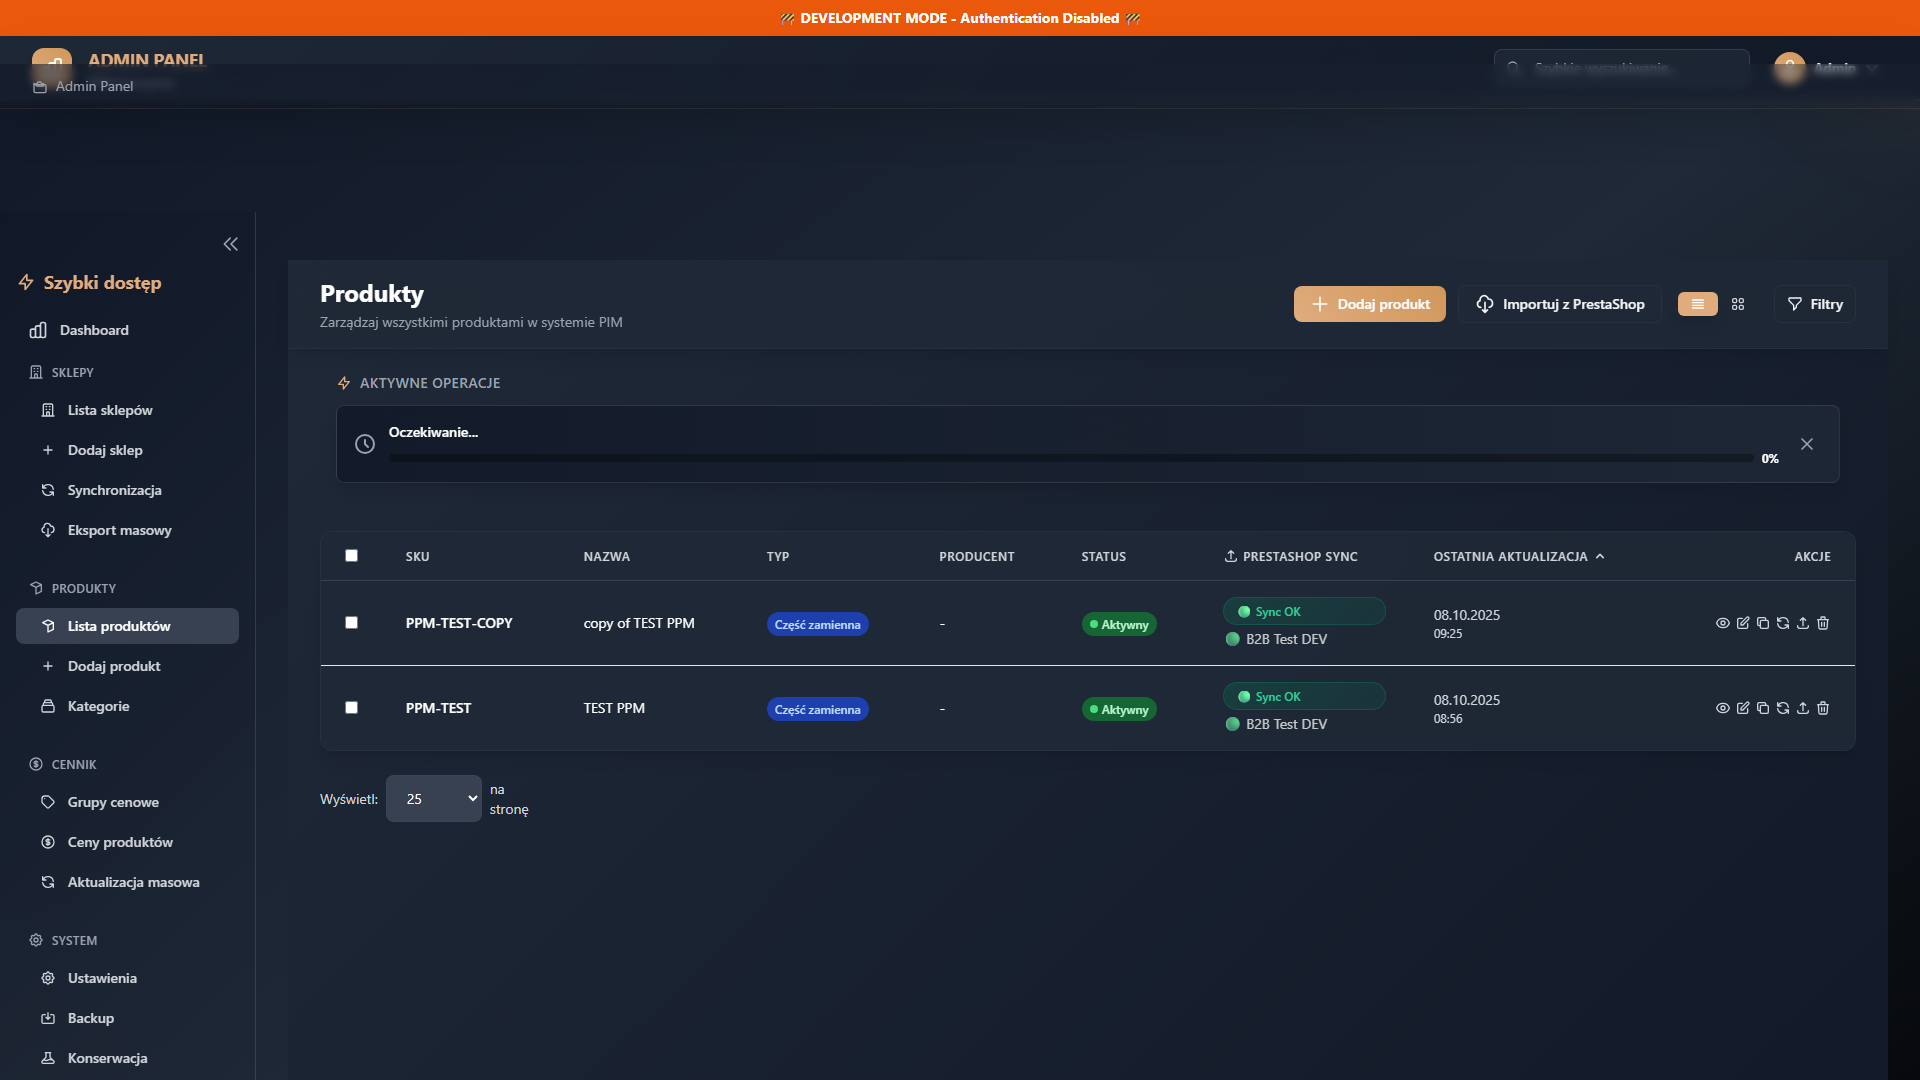 🚧 DEVELOPMENT MODE - Authentication Disabled 🚧
ADMIN PANEL
Admin Panel
Szybkie wyszukiwanie...
Admin
Szybki dostęp
Dashboard
SKLEPY
Lista sklepów
Dodaj sklep
Synchronizacja
Eksport masowy
PRODUKTY
Lista produktów
Dodaj produkt
Kategorie
CENNIK
Grupy cenowe
Ceny produktów
Aktualizacja masowa
SYSTEM
Ustawienia
Backup
Konserwacja
Produkty
Zarządzaj wszystkimi produktami w systemie PIM
Dodaj produkt
Importuj z PrestaShop
Filtry
AKTYWNE OPERACJE
Oczekiwanie...
0%
SKU NAZWA TYP PRODUCENT STATUS PRESTASHOP SYNC OSTATNIA AKTUALIZACJA AKCJE
PPM-TEST-COPY copy of TEST PPM Część zamienna - Aktywny Sync OK 08.10.2025
B2B Test DEV 09:25
PPM-TEST TEST PPM Część zamienna - Aktywny Sync OK 08.10.2025
B2B Test DEV 08:56
Wyświetl: 25 na
stronę